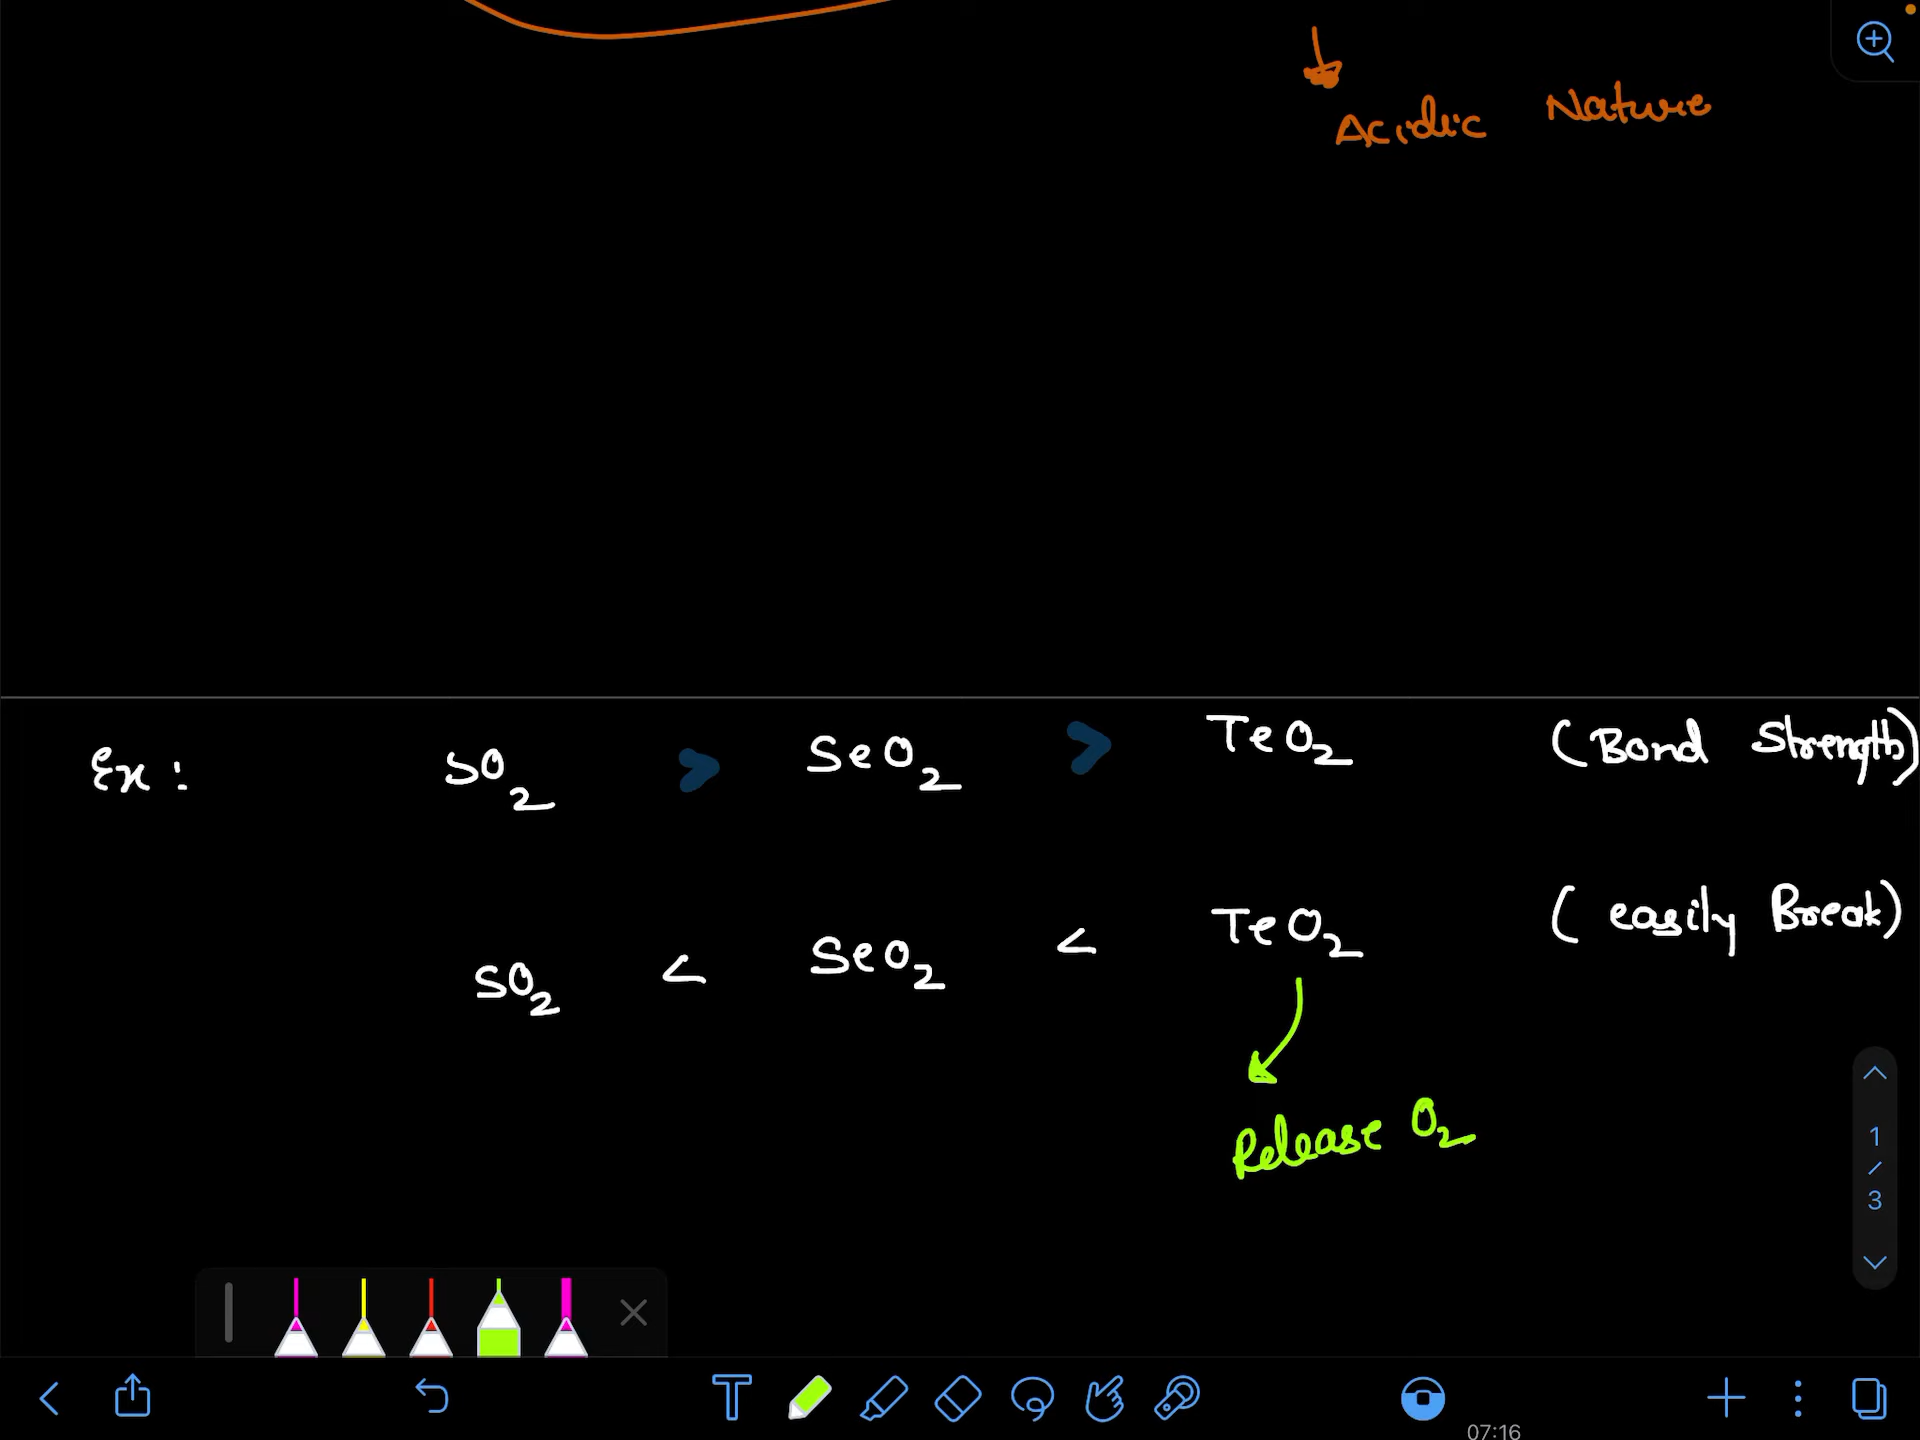 Acidic Nature
Ex : SO2 > SeO2 > TeO2 (Bond Strength)
SO2 < SeO2 < TeO2 (easily Break)
Release O2
1
/
3
07:16